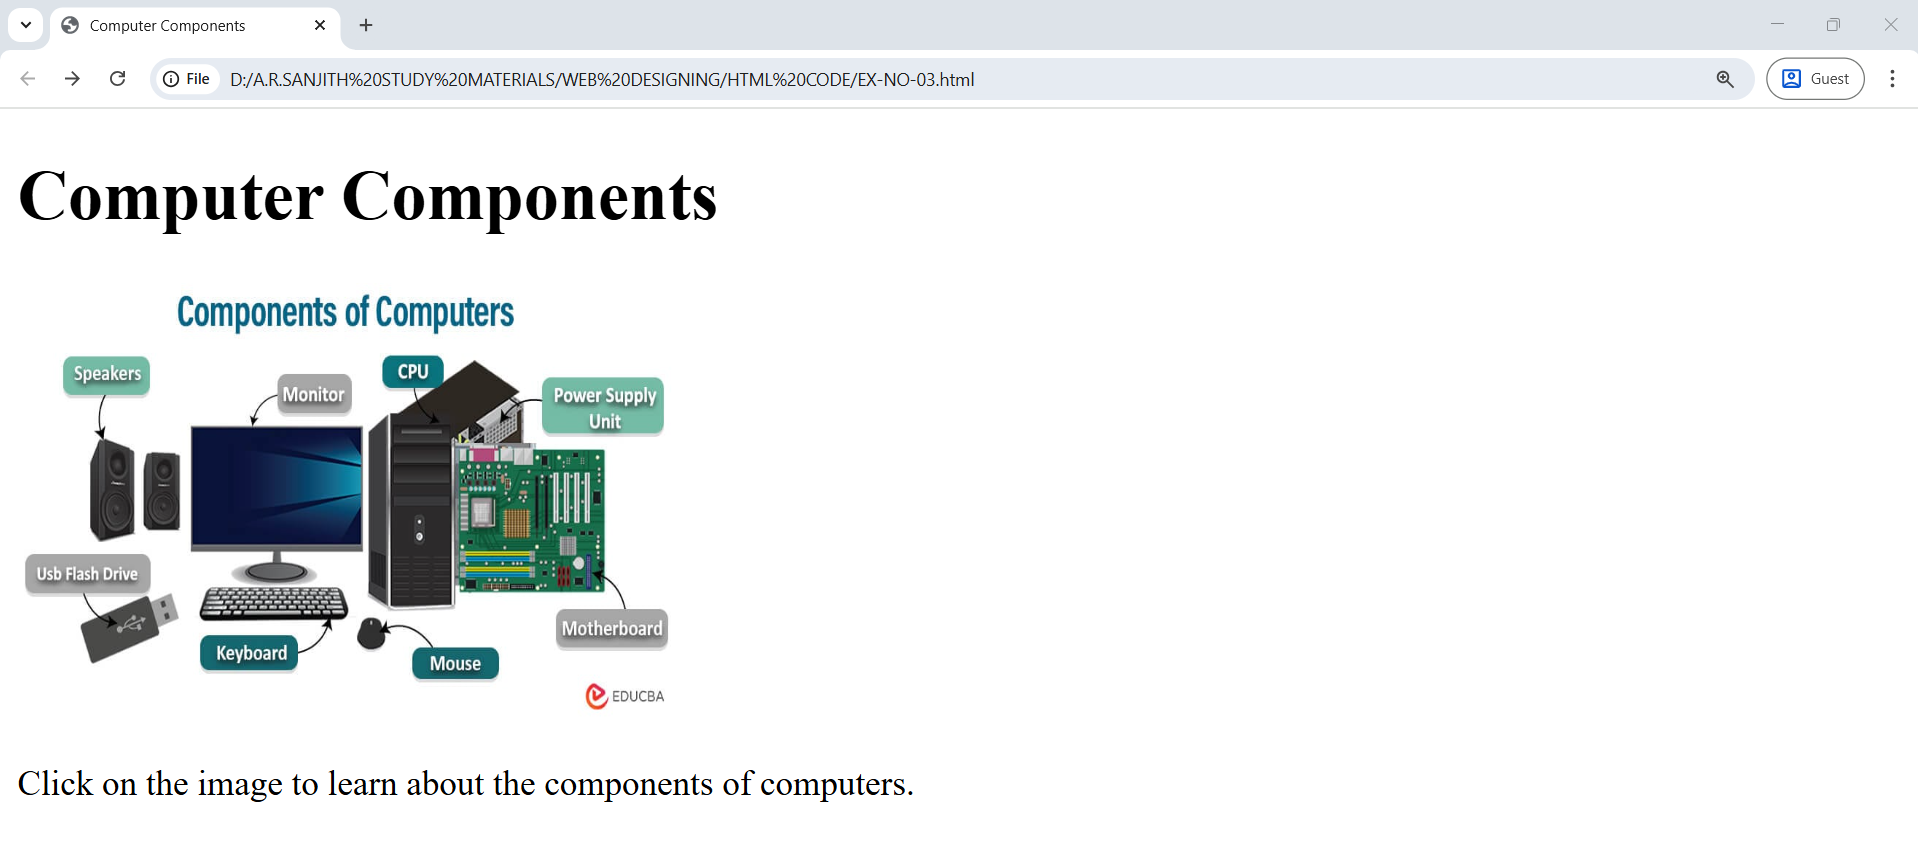 Computer Components
File
D:/A.R.SANJITH%20STUDY%20MATERIALS/WEB%20DESIGNING/HTML%20CODE/EX-NO-03.html
Guest
Computer Components
Components of Computers
Speakers
Monitor
CPU
Power Supply
Unit
Usb Flash Drive
Keyboard
Mouse
Motherboard
EDUCBA
Click on the image to learn about the components of computers.